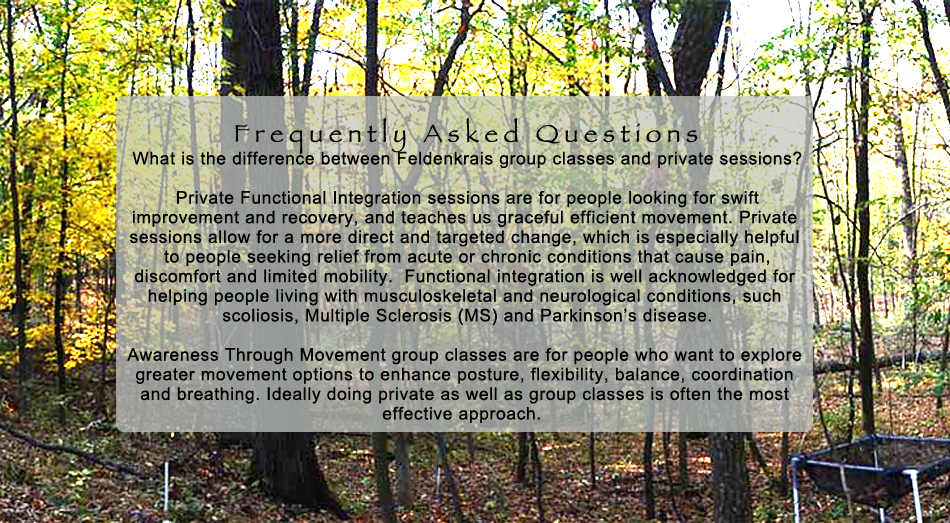 Frequently Asked Questions
What is the difference between Feldenkrais group classes and private sessions?
Private Functional Integration sessions are for people looking for swift
improvement and recovery, and teaches us graceful efficient movement. Private
sessions allow for a more direct and targeted change, which is especially helpful
to people seeking relief from acute or chronic conditions that cause pain,
discomfort and limited mobility.  Functional integration is well acknowledged for
helping people living with musculoskeletal and neurological conditions, such
scoliosis, Multiple Sclerosis (MS) and Parkinson's disease.
Awareness Through Movement group classes are for people who want to explore
greater movement options to enhance posture, flexibility, balance, coordination
and breathing. Ideally doing private as well as group classes is often the most
effective approach.